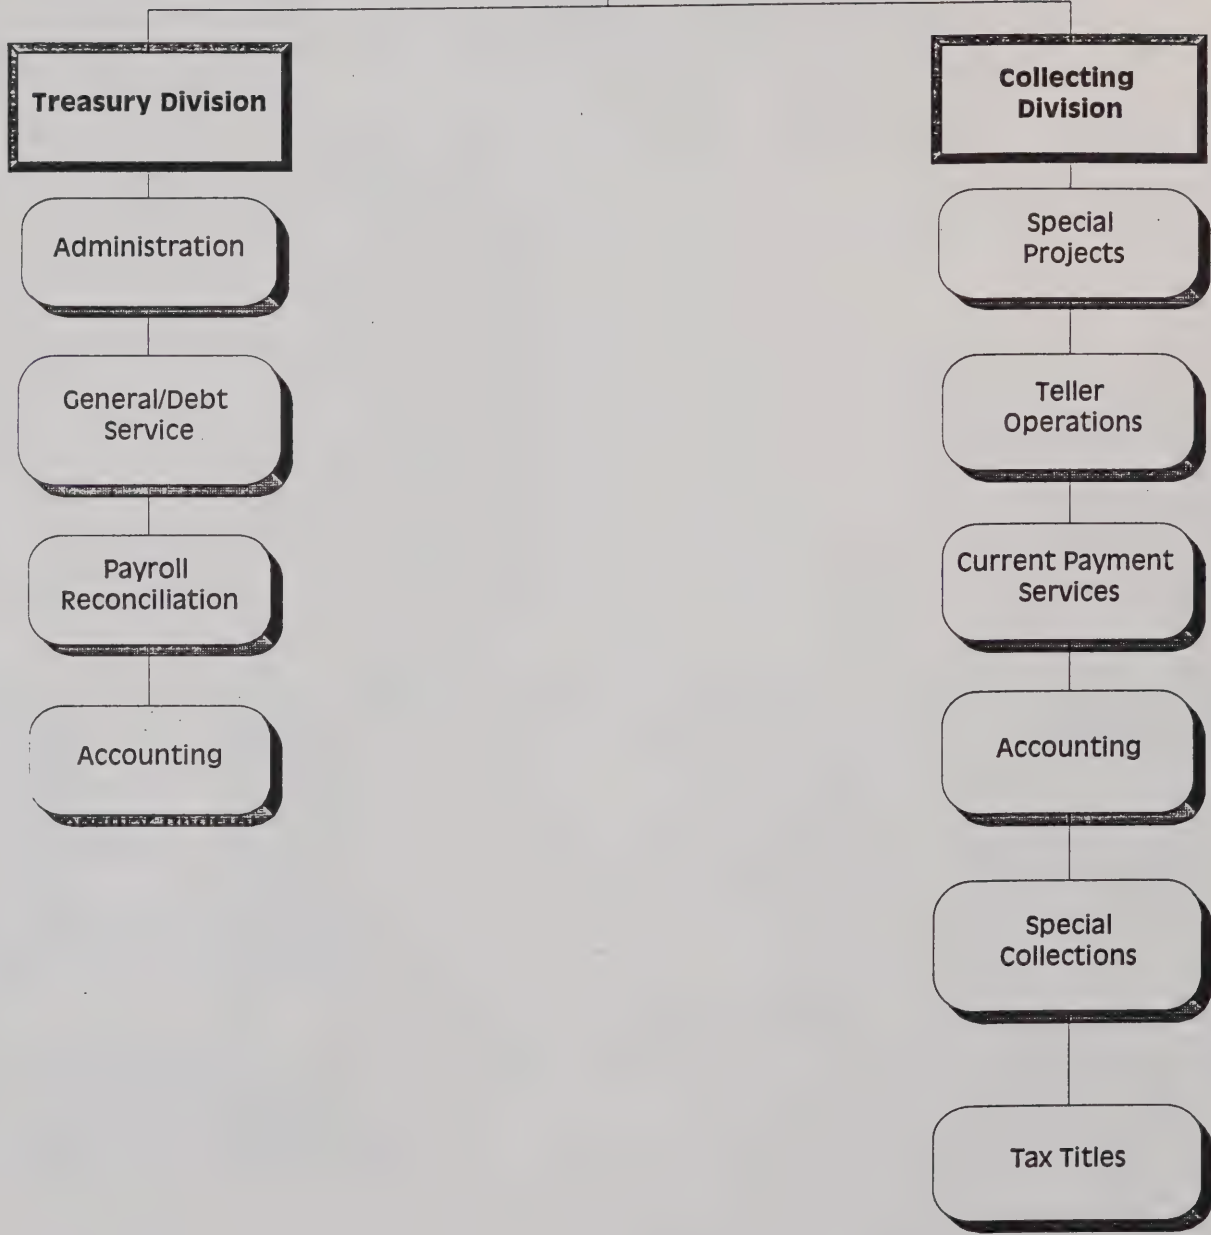 Treasury Division
Administration
General/Debt
Service
Payroll
Reconciliation
Accounting
Collecting
Division
Special
Projects
Teller
Operations
Current Payment
Services
Accounting
Special
Collections
Tax Titles